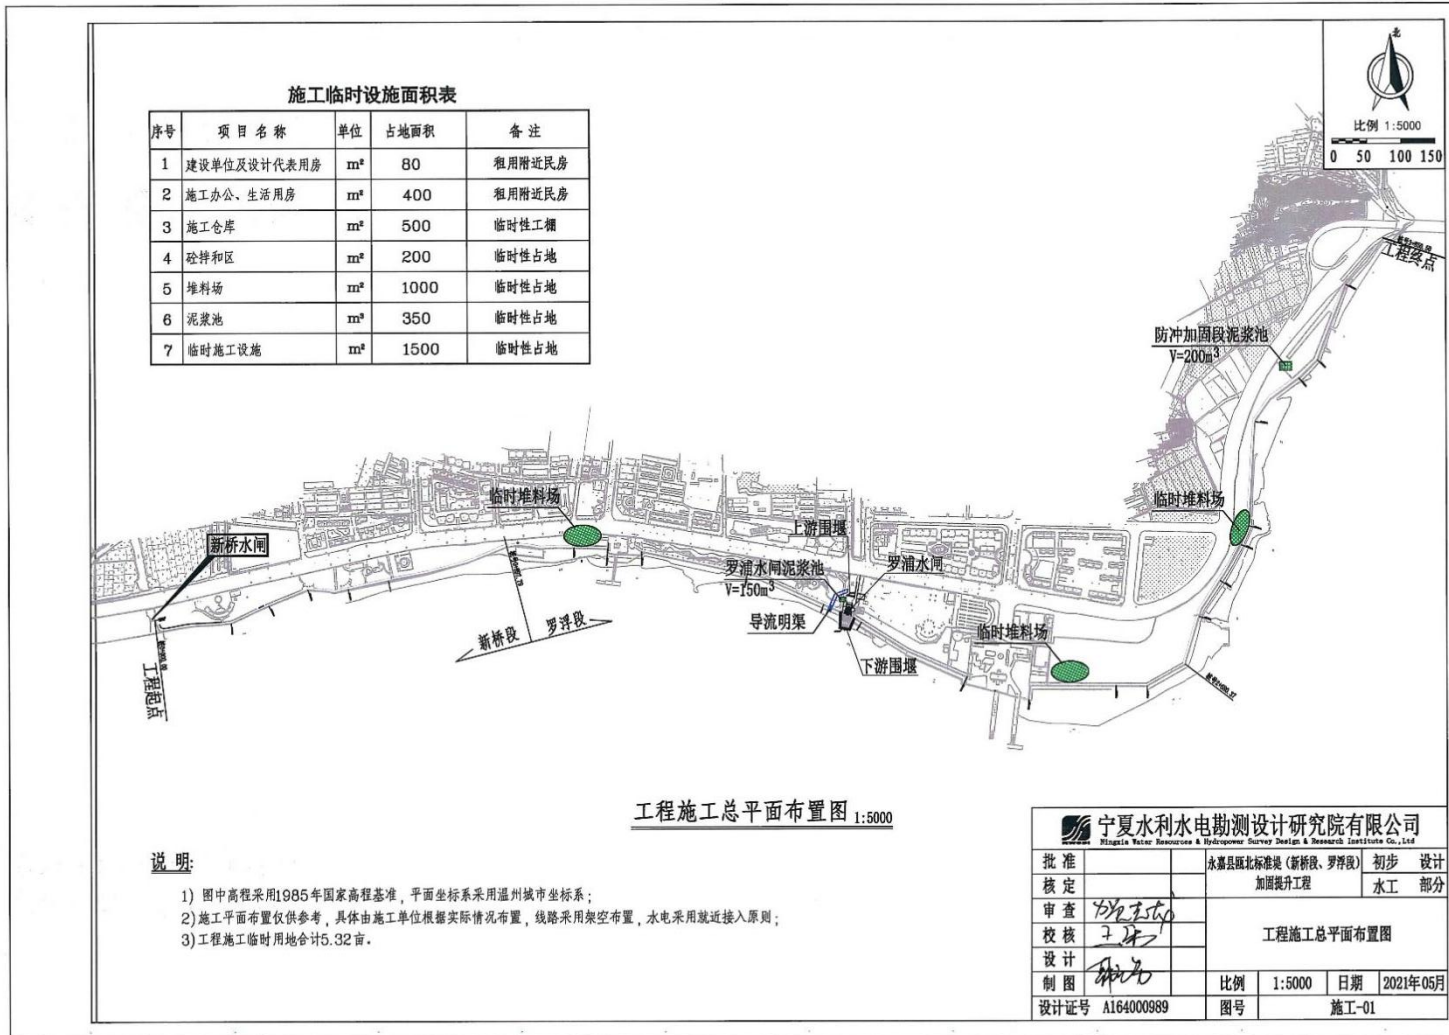 北
比例 1:5000
0 50 100 150
施工临时设施面积表
序号 项目名称 单位 占地面积 备注
1 建设单位及设计代表用房 m² 80 租用附近民房
2 施工办公、生活用房 m² 400 租用附近民房
3 施工仓库 m² 500 临时性工棚
4 砼拌和区 m² 200 临时性占地
5 堆料场 m² 1000 临时性占地
6 泥浆池 m³ 350 临时性占地
7 临时施工设施 m² 1500 临时性占地
工程终点
防冲加固段泥浆池
V=200m³
临时堆料场
临时堆料场
上游围堰
新桥水闸
罗浦水闸泥浆池
V=150m³
罗浦水闸
导流明渠
新桥段 罗浮段
临时堆料场
下游围堰
工程起点
工程施工总平面布置图 1:5000
说明:
1) 图中高程采用1985年国家高程基准，平面坐标系采用温州城市坐标系；
2)施工平面布置仅供参考，具体由施工单位根据实际情况布置，线路采用架空布置，水电采用就近接入原则；
3)工程施工临时用地合计5.32亩。
宁夏水利水电勘测设计研究院有限公司
Ningxia Water Resources & Hydropower Survey Design & Research Institute Co.,Ltd
批准
核定
审查
校核
设计
制图
永嘉县瓯北标准堤（新桥段、罗浮段）
加固提升工程
初步 设计
水工 部分
工程施工总平面布置图
比例 1:5000 日期 2021年05月
设计证号 A164000989 图号 施工-01